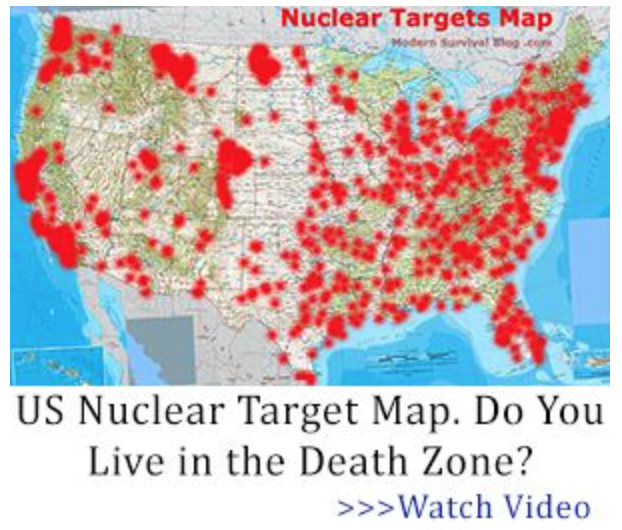 Nuclear Targets Map
Modern Survival Blog .com
US Nuclear Target Map. Do You
Live in the Death Zone?
>>>Watch Video